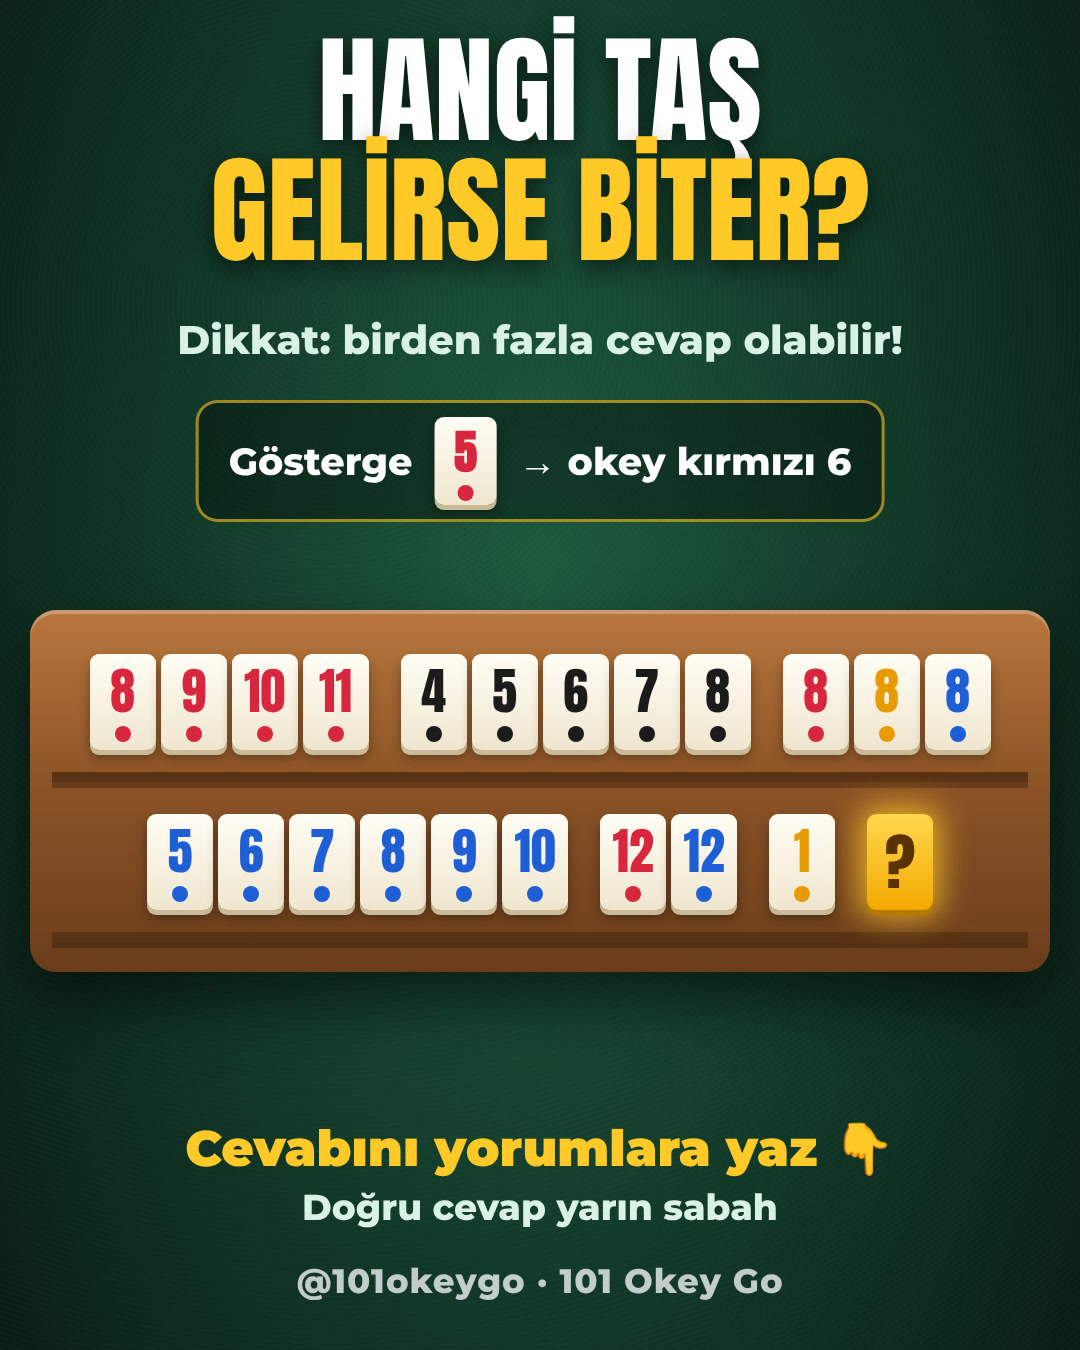 HANGİ TAŞ
GELİRSE BİTER?
Dikkat: birden fazla cevap olabilir!
Gösterge 5 → okey kırmızı 6
8 9 10 11 4 5 6 7 8 8 8 8
5 6 7 8 9 10 12 12 1 ?
Cevabını yorumlara yaz 👇
Doğru cevap yarın sabah
@101okeygo · 101 Okey Go